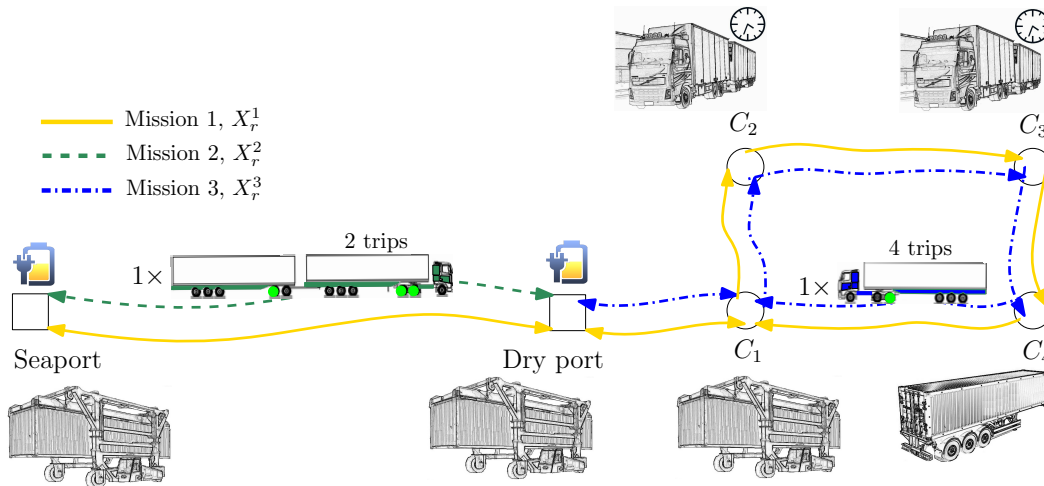 C₂
C₃
Mission 1, X_r^1
Mission 2, X_r^2
Mission 3, X_r^3
2 trips
1×
4 trips
1×
Seaport
Dry port
C₁